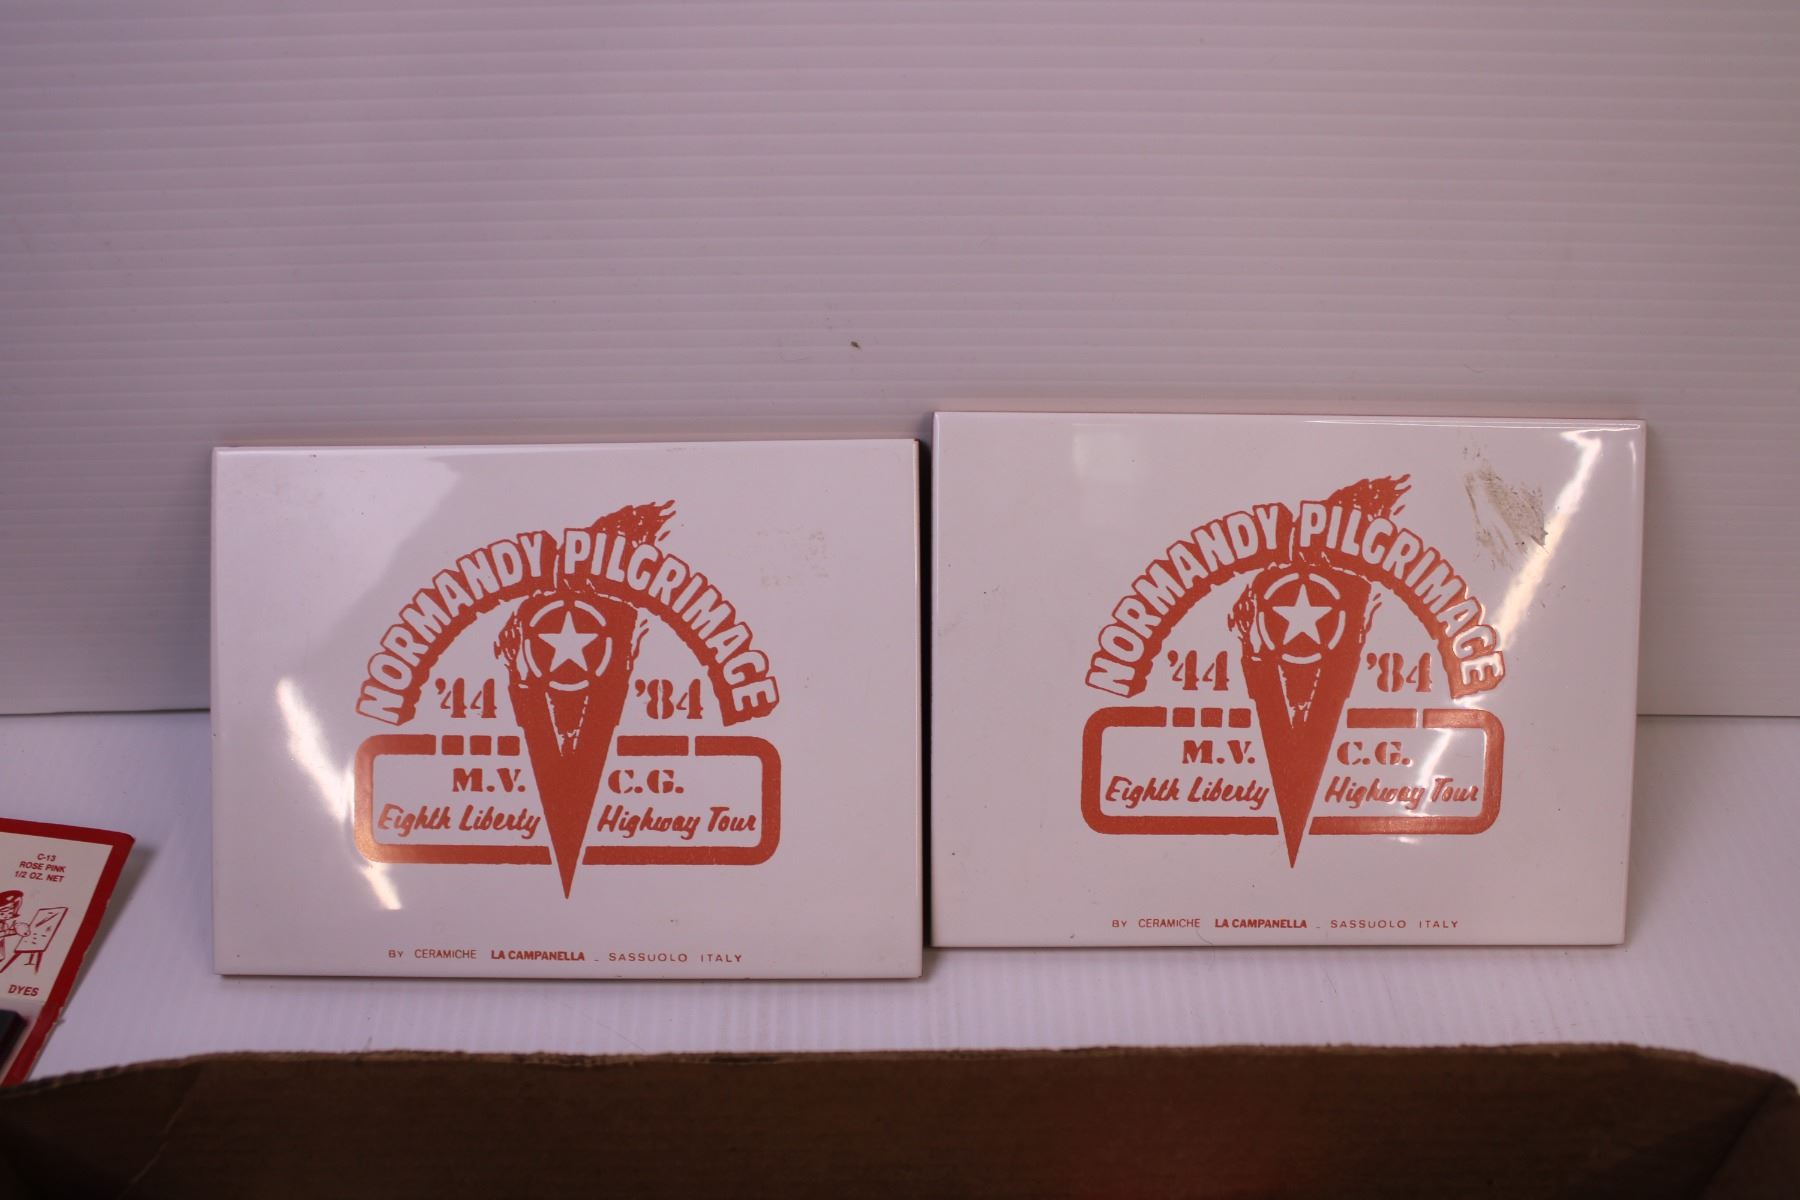 NORMANDY PILGRIMAGE
'44 '84
M.V. C.G.
Eighth Liberty Highway Tour
BY CERAMICHE LA CAMPANELLA - SASSUOLO ITALY
NORMANDY PILGRIMAGE
'44 '84
M.V. C.G.
Eighth Liberty Highway Tour
BY CERAMICHE LA CAMPANELLA - SASSUOLO ITALY
C-13
ROSE PINK
1/2 OZ. NET
DYES